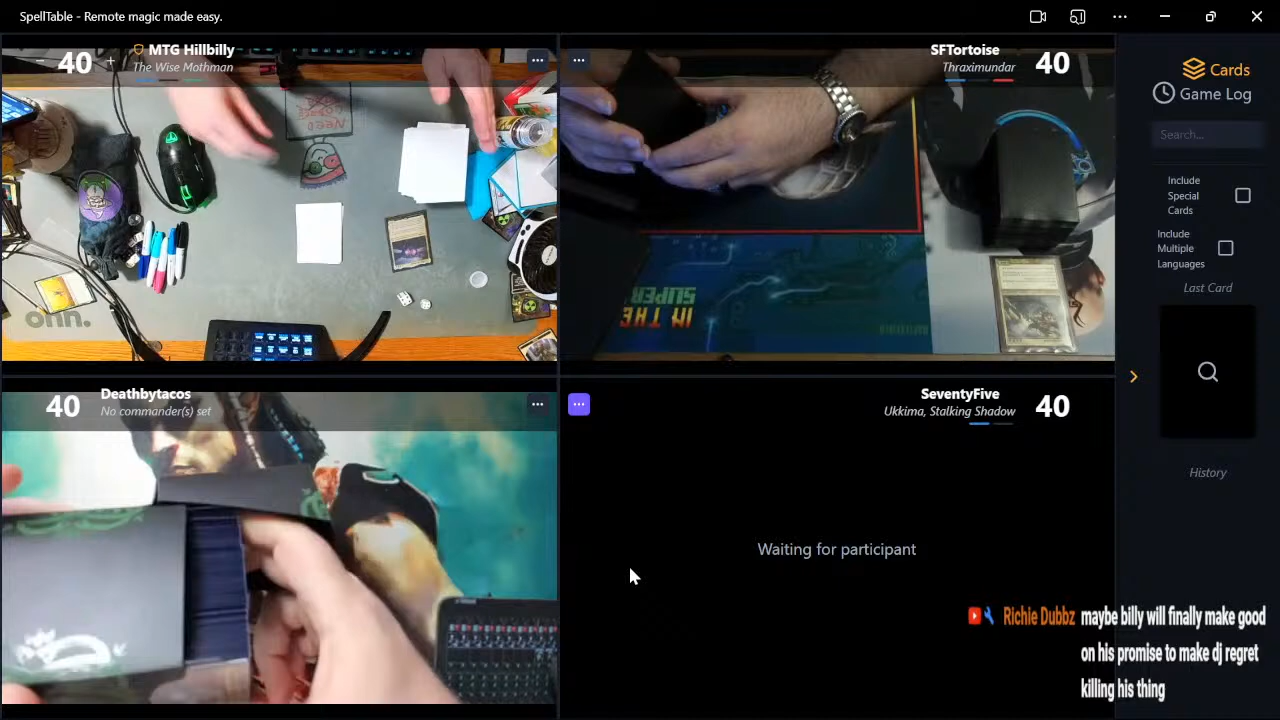 SpellTable - Remote magic made easy.
40
MTG Hillbilly
The Wise Mothman
SFTortoise
Thraximundar
40
NEED
onn.
IN THE
SUPER
40
Deathbytacos
No commander(s) set
SeventyFive
Ukkima, Stalking Shadow
40
Waiting for participant
Cards
Game Log
Search...
Include
Special
Cards
Include
Multiple
Languages
Last Card
History
Richie Dubbz maybe billy will finally make good
on his promise to make dj regret
killing his thing